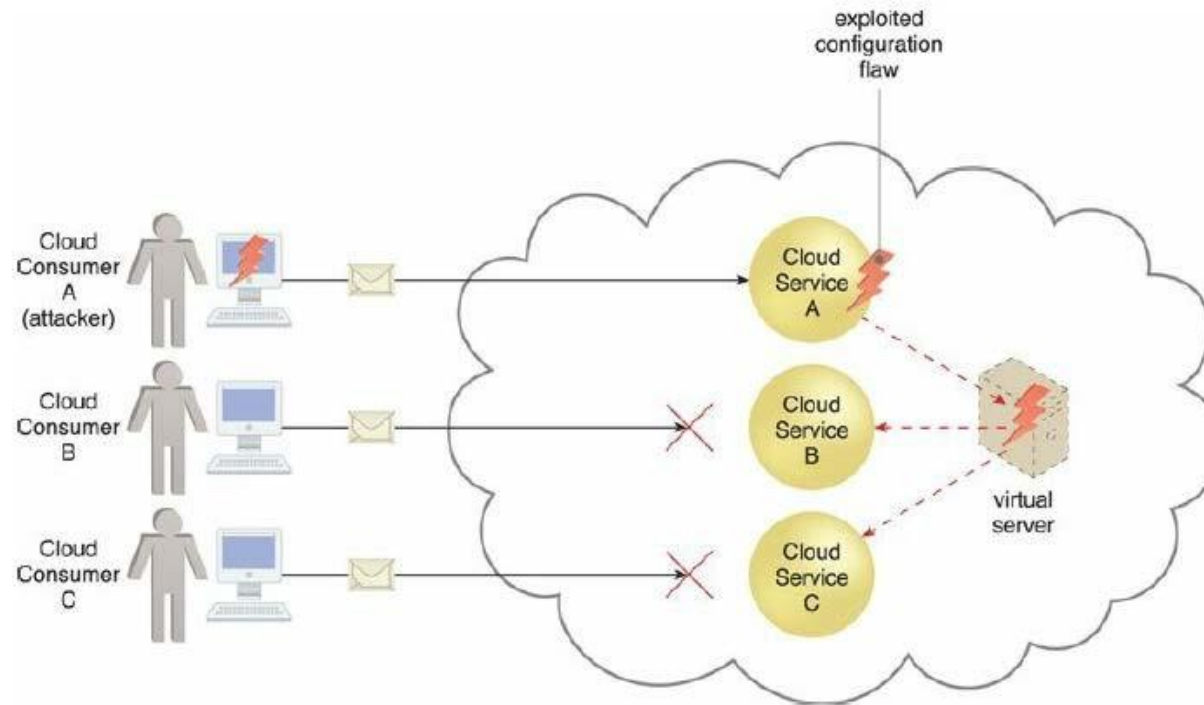 exploited
configuration
flaw
Cloud
Consumer
A
(attacker)
Cloud
Service
A
Cloud
Consumer
B
Cloud
Service
B
virtual
server
Cloud
Consumer
C
Cloud
Service
C